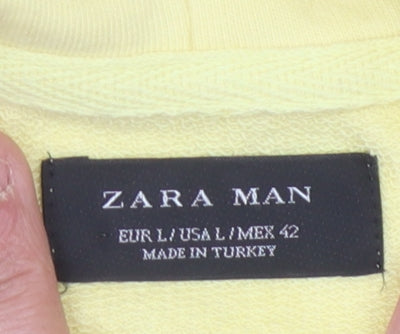 ZARA MAN
EUR L / USA L / MEX 42
MADE IN TURKEY